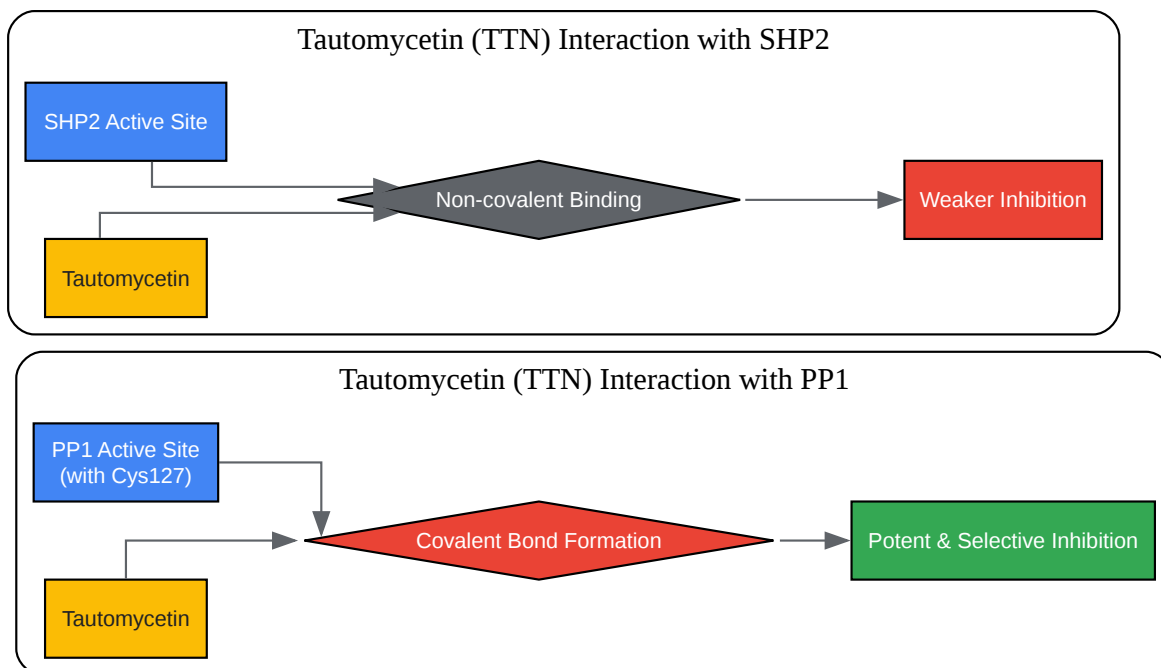 Tautomycetin (TTN) Interaction with SHP2
SHP2 Active Site
Non-covalent Binding
Weaker Inhibition
Tautomycetin
Tautomycetin (TTN) Interaction with PP1
PP1 Active Site
(with Cys127)
Covalent Bond Formation
Potent & Selective Inhibition
Tautomycetin